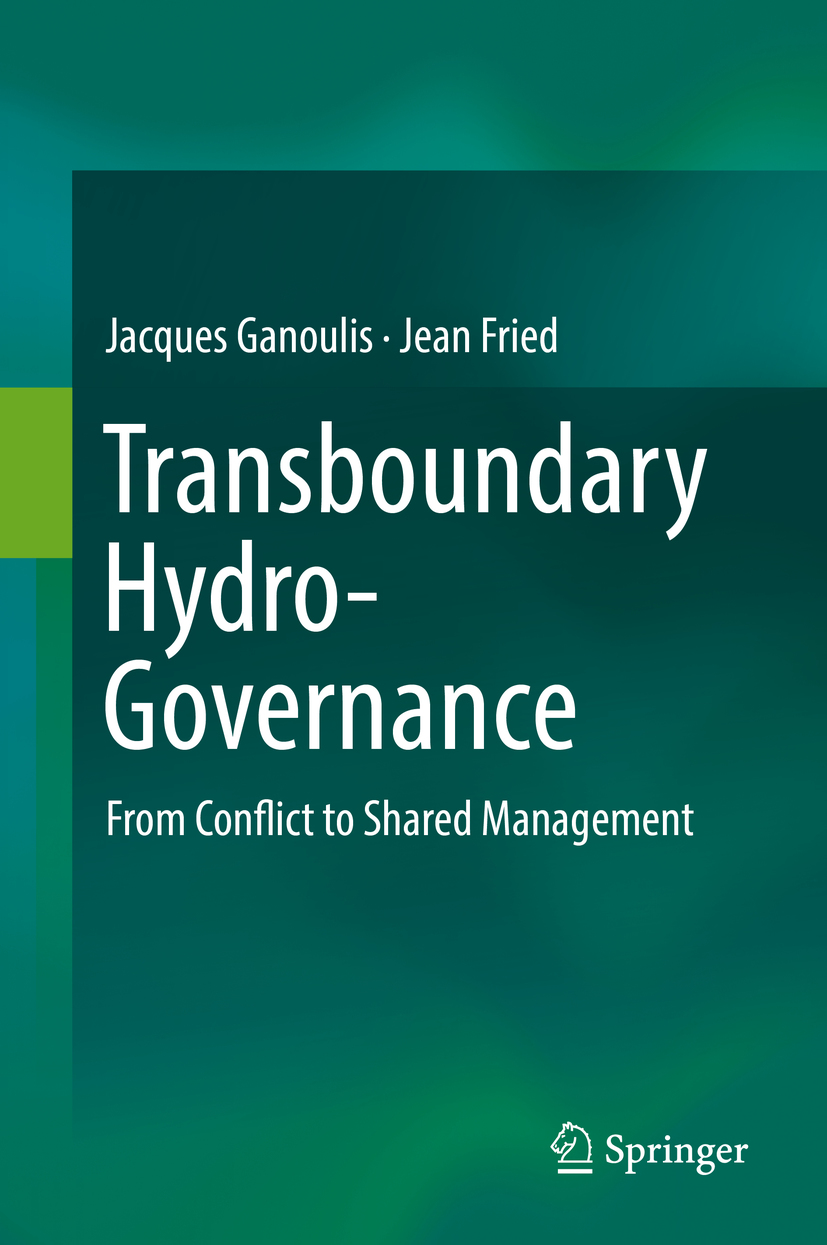 Jacques Ganoulis · Jean Fried
Transboundary
Hydro-
Governance
From Conflict to Shared Management
Springer